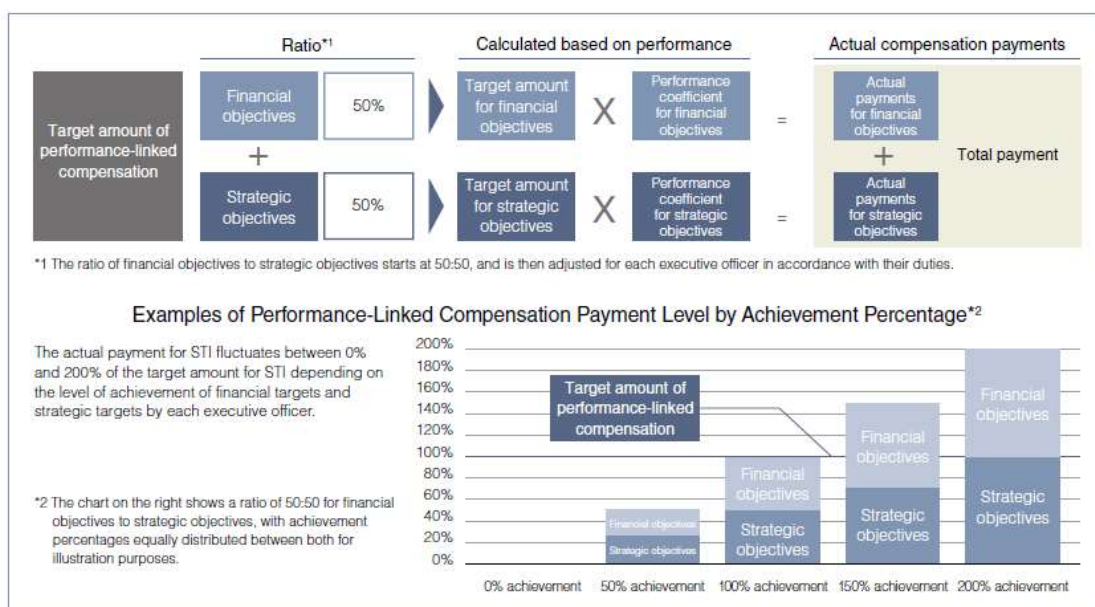 Ratio*1
Calculated based on performance
Actual compensation payments
Target amount of
performance-linked
compensation
Financial
objectives
50%
Target amount
for financial
objectives
X
Performance
coefficient
for financial
objectives
=
Actual
payments
for financial
objectives
+
+
Total payment
Strategic
objectives
50%
Target amount
for strategic
objectives
X
Performance
coefficient
for strategic
objectives
=
Actual
payments
for strategic
objectives
*1 The ratio of financial objectives to strategic objectives starts at 50:50, and is then adjusted for each executive officer in accordance with their duties.
Examples of Performance-Linked Compensation Payment Level by Achievement Percentage*2
The actual payment for STI fluctuates between 0%
and 200% of the target amount for STI depending on
the level of achievement of financial targets and
strategic targets by each executive officer.
*2 The chart on the right shows a ratio of 50:50 for financial
objectives to strategic objectives, with achievement
percentages equally distributed between both for
illustration purposes.
200%
180%
160%
140%
120%
100%
80%
60%
40%
20%
0%
Target amount of
performance-linked
compensation
Financial objectives
Strategic objectives
Financial
objectives
Strategic
objectives
Financial
objectives
Strategic
objectives
Financial
objectives
Strategic
objectives
0% achievement
50% achievement
100% achievement
150% achievement
200% achievement